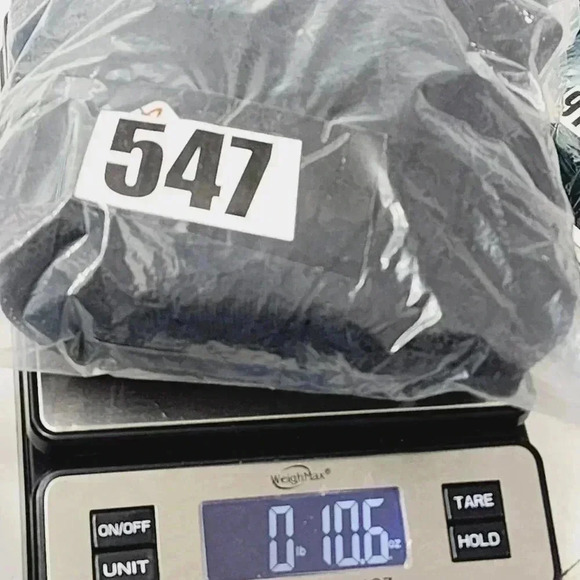 547
WeighMax®
0 lb 10.6 oz
ON/OFF
UNIT
TARE
HOLD